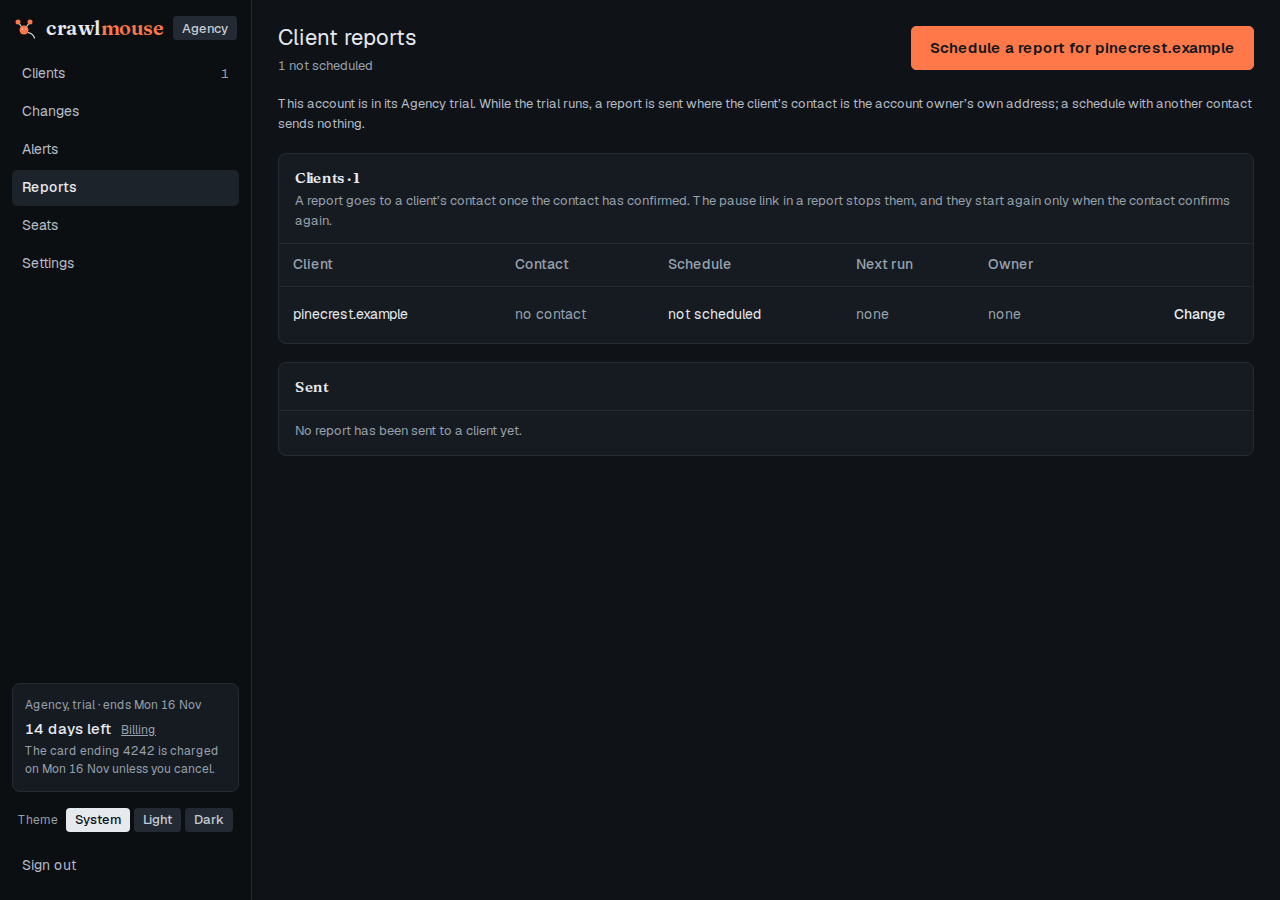 crawlmouse Agency
Clients 1
Changes
Alerts
Reports
Seats
Settings
Agency, trial · ends Mon 16 Nov
14 days left Billing
The card ending 4242 is charged
on Mon 16 Nov unless you cancel.
Theme System Light Dark
Sign out
Client reports
1 not scheduled
Schedule a report for pinecrest.example
This account is in its Agency trial. While the trial runs, a report is sent where the client's contact is the account owner's own address; a schedule with another contact
sends nothing.
Clients · 1
A report goes to a client's contact once the contact has confirmed. The pause link in a report stops them, and they start again only when the contact confirms
again.
Client Contact Schedule Next run Owner
pinecrest.example no contact not scheduled none none Change
Sent
No report has been sent to a client yet.